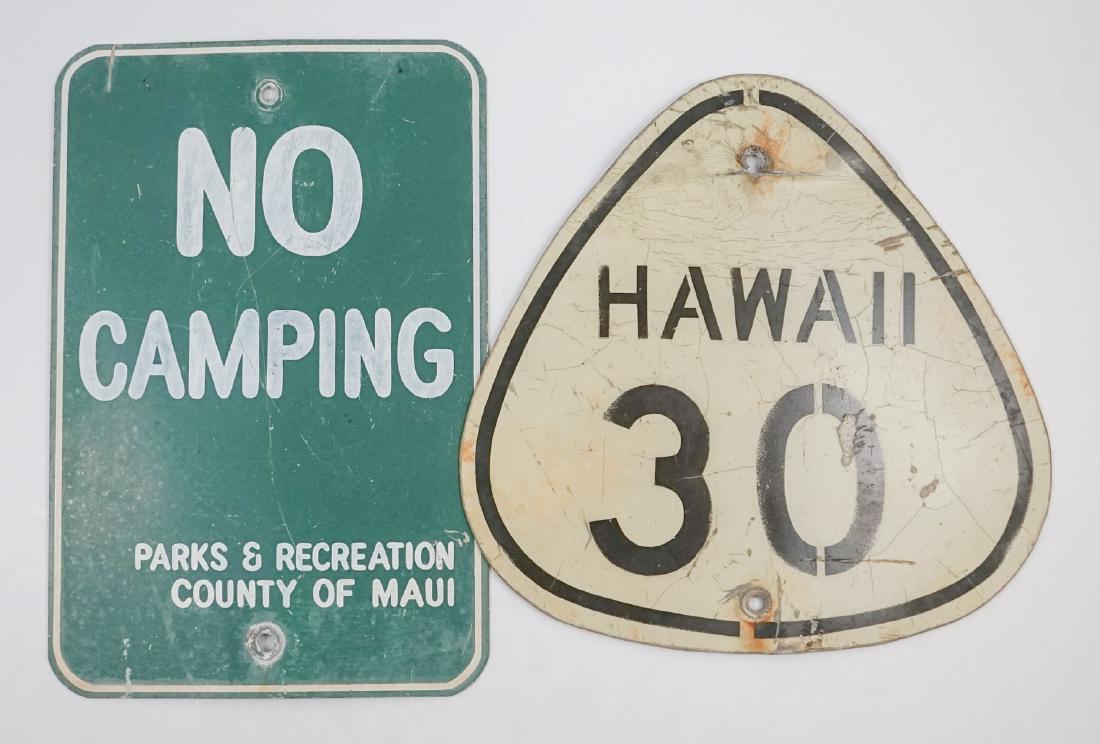 NO
CAMPING
PARKS & RECREATION
COUNTY OF MAUI
HAWAII
30